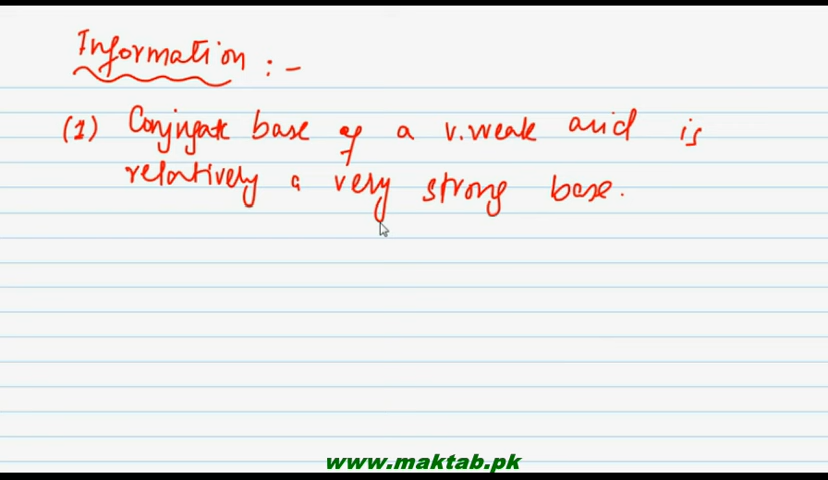 Information :-
(1) Conjugate base of a v.weak acid is
relatively a very strong base.
www.maktab.pk